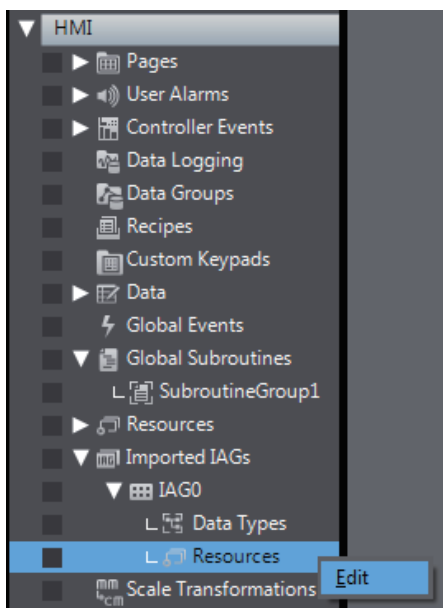 HMI
Pages
User Alarms
Controller Events
Data Logging
Data Groups
Recipes
Custom Keypads
Data
Global Events
Global Subroutines
SubroutineGroup1
Resources
Imported IAGs
IAG0
Data Types
Resources
Edit
Scale Transformations